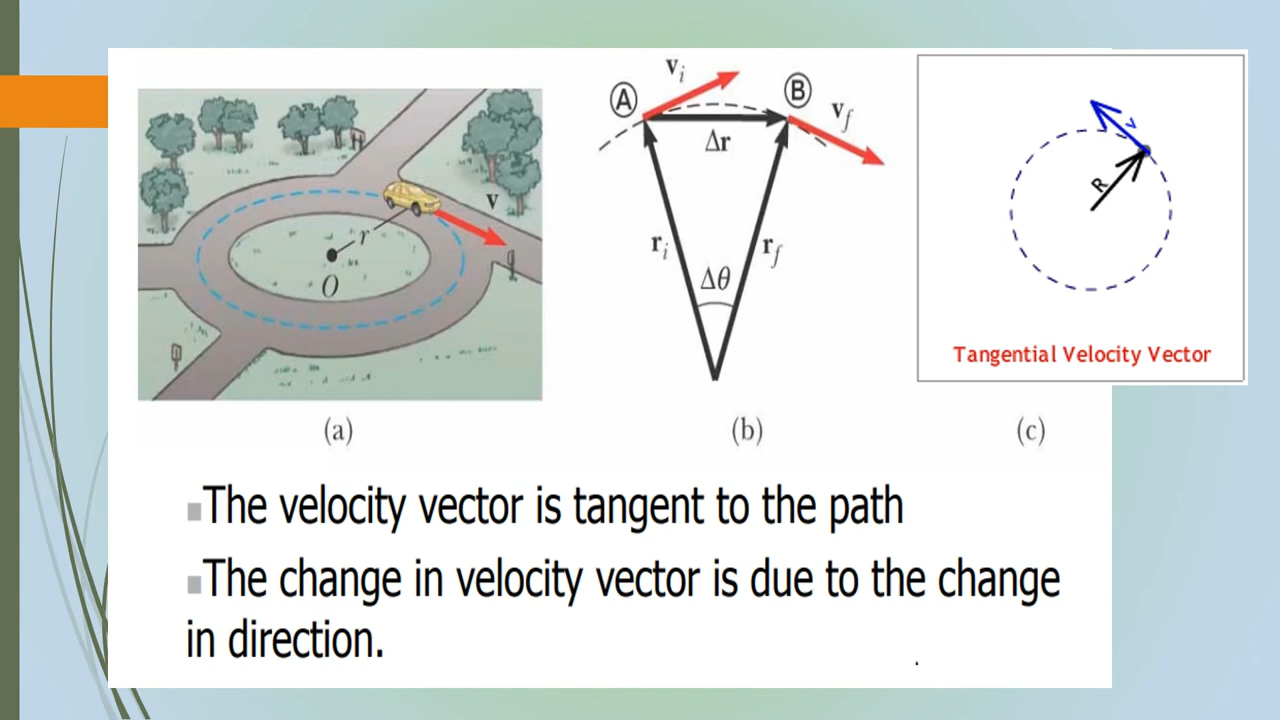 v
r
O
(a)
Ⓐ
v_i
Ⓑ
v_f
Δr
r_i
r_f
Δθ
(b)
v
R
Tangential Velocity Vector
(c)
▪The velocity vector is tangent to the path
▪The change in velocity vector is due to the change
in direction.